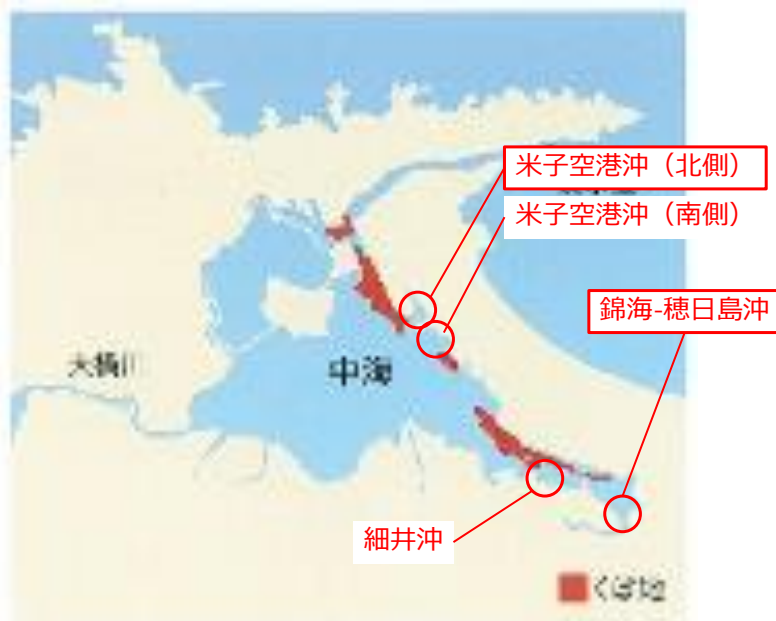 米子空港沖（北側）
米子空港沖（南側）
錦海-穂日島沖
大橋川
中海
細井沖
くぼ地